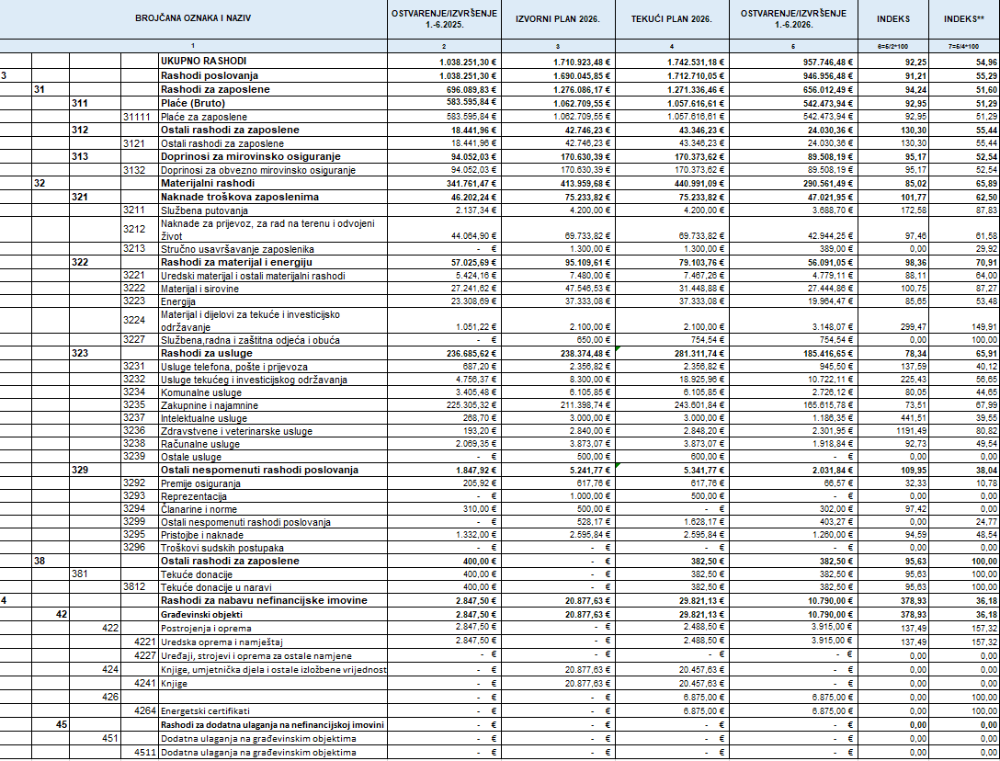 BROJČANA OZNAKA I NAZIV OSTVARENJE/IZVRŠENJE 1.-6.2025. IZVORNI PLAN 2026. TEKUĆI PLAN 2026. OSTVARENJE/IZVRŠENJE 1.-6.2026. INDEKS INDEKS**
1 2 3 4 5 6=5/2*100 7=5/4*100
UKUPNO RASHODI 1.038.251,30 € 1.710.923,48 € 1.742.531,18 € 957.746,48 € 92,25 54,96
3 Rashodi poslovanja 1.038.251,30 € 1.690.045,85 € 1.712.710,05 € 946.956,48 € 91,21 55,29
31 Rashodi za zaposlene 696.089,83 € 1.276.086,17 € 1.271.336,46 € 656.012,49 € 94,24 51,60
311 Plaće (Bruto) 583.595,84 € 1.062.709,55 € 1.057.616,61 € 542.473,94 € 92,95 51,29
31111 Plaće za zaposlene 583.595,84 € 1.062.709,55 € 1.057.616,61 € 542.473,94 € 92,95 51,29
312 Ostali rashodi za zaposlene 18.441,96 € 42.746,23 € 43.346,23 € 24.030,36 € 130,30 55,44
3121 Ostali rashodi za zaposlene 18.441,96 € 42.746,23 € 43.346,23 € 24.030,36 € 130,30 55,44
313 Doprinosi za mirovinsko osiguranje 94.052,03 € 170.630,39 € 170.373,62 € 89.508,19 € 95,17 52,54
3132 Doprinosi za obvezno mirovinsko osiguranje 94.052,03 € 170.630,39 € 170.373,62 € 89.508,19 € 95,17 52,54
32 Materijalni rashodi 341.761,47 € 413.959,68 € 440.991,09 € 290.561,49 € 85,02 65,89
321 Naknade troškova zaposlenima 46.202,24 € 75.233,82 € 75.233,82 € 47.021,95 € 101,77 62,50
3211 Službena putovanja 2.137,34 € 4.200,00 € 4.200,00 € 3.688,70 € 172,58 87,83
3212 Naknade za prijevoz, za rad na terenu i odvojeni
život 44.064,90 € 69.733,82 € 69.733,82 € 42.944,25 € 97,46 61,58
3213 Stručno usavršavanje zaposlenika - € 1.300,00 € 1.300,00 € 389,00 € 0,00 29,92
322 Rashodi za materijal i energiju 57.025,69 € 95.109,61 € 79.103,76 € 56.091,05 € 98,36 70,91
3221 Uredski materijal i ostali materijalni rashodi 5.424,16 € 7.480,00 € 7.467,26 € 4.779,11 € 88,11 64,00
3222 Materijal i sirovine 27.241,62 € 47.546,53 € 31.448,88 € 27.444,86 € 100,75 87,27
3223 Energija 23.308,69 € 37.333,08 € 37.333,08 € 19.964,47 € 85,65 53,48
3224 Materijal i dijelovi za tekuće i investicijsko
održavanje 1.051,22 € 2.100,00 € 2.100,00 € 3.148,07 € 299,47 149,91
3227 Službena,radna i zaštitna odjeća i obuća - € 650,00 € 754,54 € 754,54 € 0,00 100,00
323 Rashodi za usluge 236.685,62 € 238.374,48 € 281.311,74 € 185.416,65 € 78,34 65,91
3231 Usluge telefona, pošte i prijevoza 687,20 € 2.356,82 € 2.356,82 € 945,50 € 137,59 40,12
3232 Usluge tekućeg i investicijskog održavanja 4.756,37 € 8.300,00 € 18.925,96 € 10.722,11 € 225,43 56,65
3234 Komunalne usluge 3.405,48 € 6.105,85 € 6.105,85 € 2.726,12 € 80,05 44,65
3235 Zakupnine i najamnine 225.305,32 € 211.398,74 € 243.601,84 € 165.615,78 € 73,51 67,99
3237 Intelektualne usluge 268,70 € 3.000,00 € 3.000,00 € 1.186,35 € 441,51 39,55
3236 Zdravstvene i veterinarske usluge 193,20 € 2.840,00 € 2.848,20 € 2.301,95 € 1191,49 80,82
3238 Računalne usluge 2.069,35 € 3.873,07 € 3.873,07 € 1.918,84 € 92,73 49,54
3239 Ostale usluge - € 500,00 € 600,00 € - € 0,00 0,00
329 Ostali nespomenuti rashodi poslovanja 1.847,92 € 5.241,77 € 5.341,77 € 2.031,84 € 109,95 38,04
3292 Premije osiguranja 205,92 € 617,76 € 617,76 € 66,57 € 32,33 10,78
3293 Reprezentacija - € 1.000,00 € 500,00 € - € 0,00 0,00
3294 Članarine i norme 310,00 € 500,00 € - € 302,00 € 97,42 0,00
3299 Ostali nespomenuti rashodi poslovanja - € 528,17 € 1.628,17 € 403,27 € 0,00 24,77
3295 Pristojbe i naknade 1.332,00 € 2.595,84 € 2.595,84 € 1.260,00 € 94,59 48,54
3296 Troškovi sudskih postupaka - € - € - € - € 0,00 0,00
38 Ostali rashodi za zaposlene 400,00 € - € 382,50 € 382,50 € 95,63 100,00
381 Tekuće donacije 400,00 € - € 382,50 € 382,50 € 95,63 100,00
3812 Tekuće donacije u naravi 400,00 € - € 382,50 € 382,50 € 95,63 100,00
4 Rashodi za nabavu nefinancijske imovine 2.847,50 € 20.877,63 € 29.821,13 € 10.790,00 € 378,93 36,18
42 Građevinski objekti 2.847,50 € 20.877,63 € 29.821,13 € 10.790,00 € 378,93 36,18
422 Postrojenja i oprema 2.847,50 € - € 2.488,50 € 3.915,00 € 137,49 157,32
4221 Uredska oprema i namještaj 2.847,50 € - € 2.488,50 € 3.915,00 € 137,49 157,32
4227 Uređaji, strojevi i oprema za ostale namjene - € - € - € - € 0,00 0,00
424 Knjige, umjetnička djela i ostale izložbene vrijednost - € 20.877,63 € 20.457,63 € - € 0,00 0,00
4241 Knjige - € 20.877,63 € 20.457,63 € - € 0,00 0,00
426 - € - € 6.875,00 € 6.875,00 € 0,00 100,00
4264 Energetski certifikati - € - € 6.875,00 € 6.875,00 € 0,00 100,00
45 Rashodi za dodatna ulaganja na nefinancijskoj imovini - € - € - € - € 0,00 0,00
451 Dodatna ulaganja na građevinskim objektima - € - € - € - € 0,00 0,00
4511 Dodatna ulaganja na građevinskim objektima - € - € - € - € 0,00 0,00